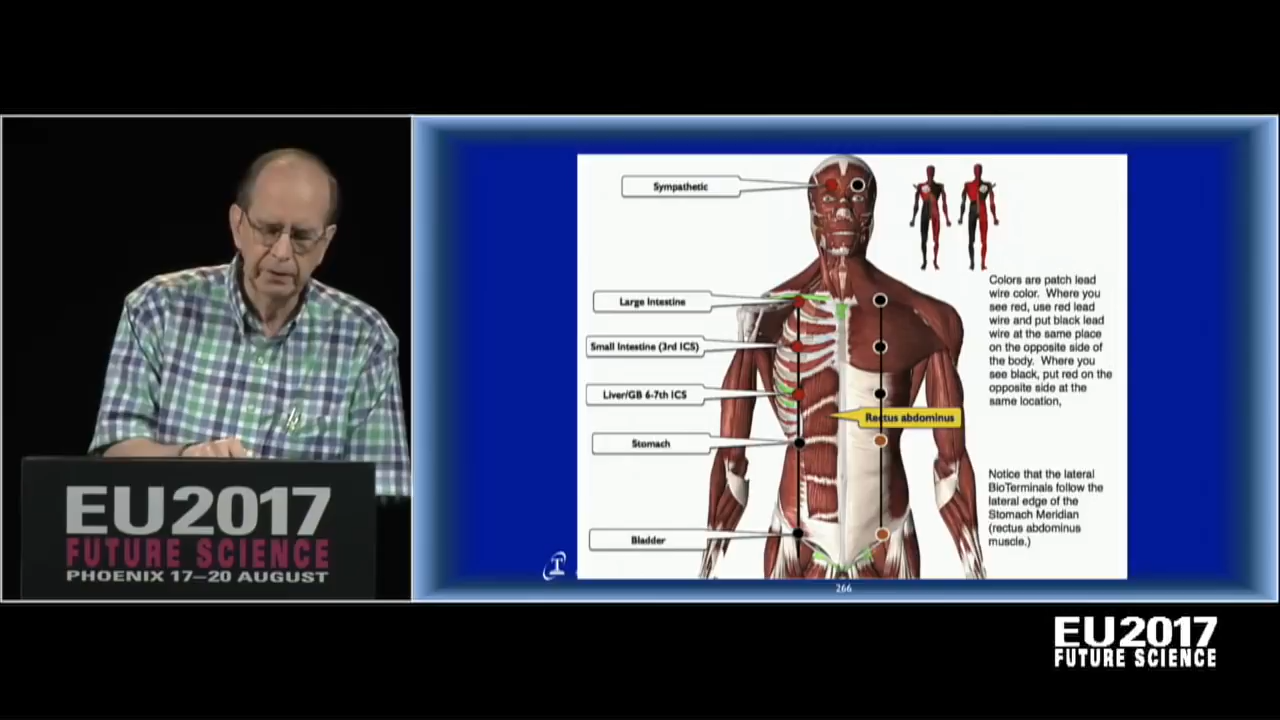 Sympathetic
Large Intestine
Small Intestine (3rd ICS)
Liver/GB 6-7th ICS
Stomach
Bladder
Rectus abdominus
Colors are patch lead
wire color. Where you
see red, use red lead
wire and put black lead
wire at the same place
on the opposite side of
the body. Where you
see black, put red on the
opposite side at the
same location,
Notice that the lateral
BioTerminals follow the
lateral edge of the
Stomach Meridian
(rectus abdominus
muscle.)
266
EU2017
FUTURE SCIENCE
PHOENIX 17–20 AUGUST
EU2017
FUTURE SCIENCE